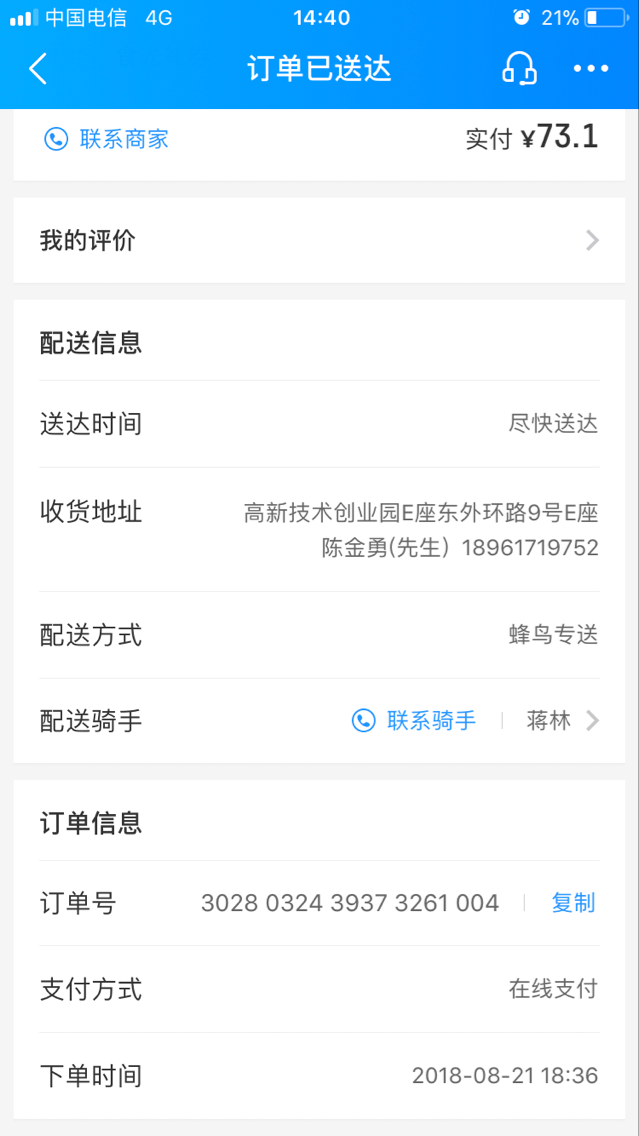 中国电信 4G 14:40 21%
订单已送达
联系商家 实付 ¥73.1
我的评价
配送信息
送达时间 尽快送达
收货地址 高新技术创业园E座东外环路9号E座
陈金勇(先生) 18961719752
配送方式 蜂鸟专送
配送骑手 联系骑手 蒋林
订单信息
订单号 3028 0324 3937 3261 004 复制
支付方式 在线支付
下单时间 2018-08-21 18:36